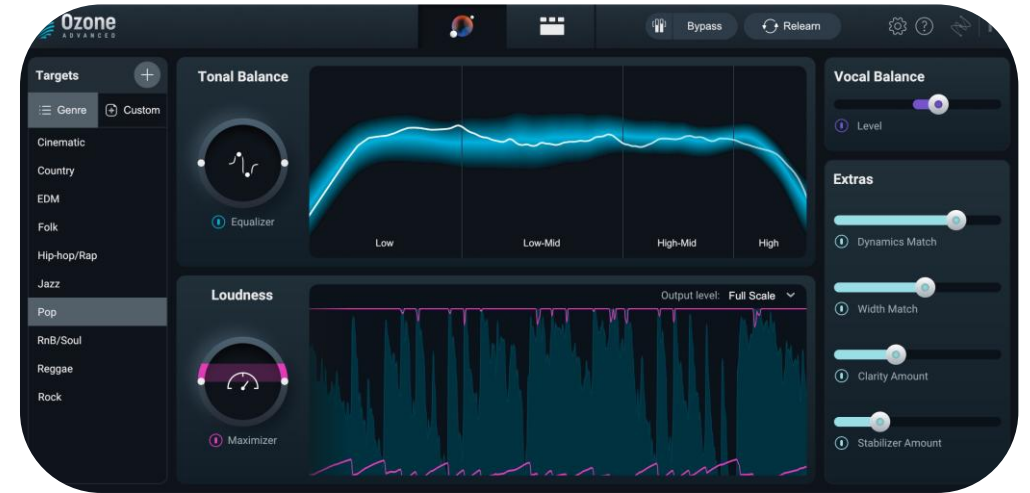 Ozone
ADVANCED
Bypass
Relearn
Targets
Genre
Custom
Cinematic
Country
EDM
Folk
Hip-hop/Rap
Jazz
Pop
RnB/Soul
Reggae
Rock
Tonal Balance
Equalizer
Low
Low-Mid
High-Mid
High
Loudness
Maximizer
Output level: Full Scale
Vocal Balance
Level
Extras
Dynamics Match
Width Match
Clarity Amount
Stabilizer Amount